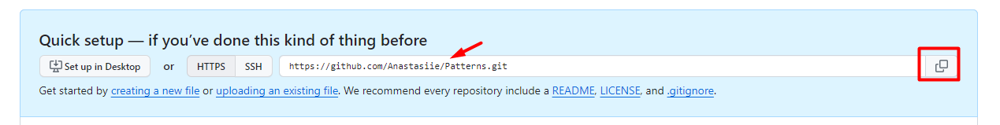 Quick setup — if you’ve done this kind of thing before
Set up in Desktop or HTTPS SSH https://github.com/Anastasiie/Patterns.git
Get started by creating a new file or uploading an existing file. We recommend every repository include a README, LICENSE, and .gitignore.